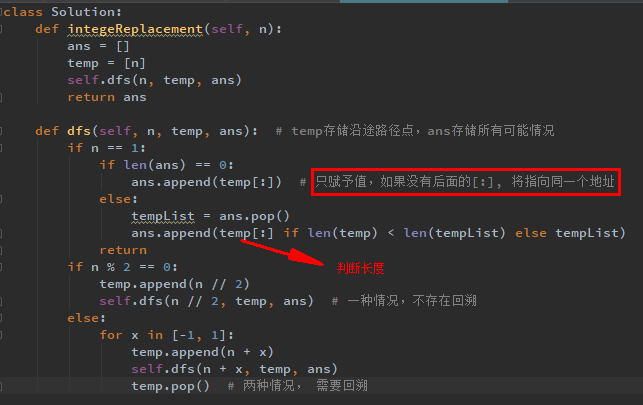 class Solution:
    def integeReplacement(self, n):
        ans = []
        temp = [n]
        self.dfs(n, temp, ans)
        return ans

    def dfs(self, n, temp, ans):  # temp存储沿途路径点,ans存储所有可能情况
        if n == 1:
            if len(ans) == 0:
                ans.append(temp[:])  # 只赋予值,如果没有后面的[:], 将指向同一个地址
            else:
                tempList = ans.pop()
                ans.append(temp[:] if len(temp) < len(tempList) else tempList)
            return
判断长度
        if n % 2 == 0:
            temp.append(n // 2)
            self.dfs(n // 2, temp, ans)  # 一种情况,不存在回溯
        else:
            for x in [-1, 1]:
                temp.append(n + x)
                self.dfs(n + x, temp, ans)
                temp.pop()  # 两种情况, 需要回溯